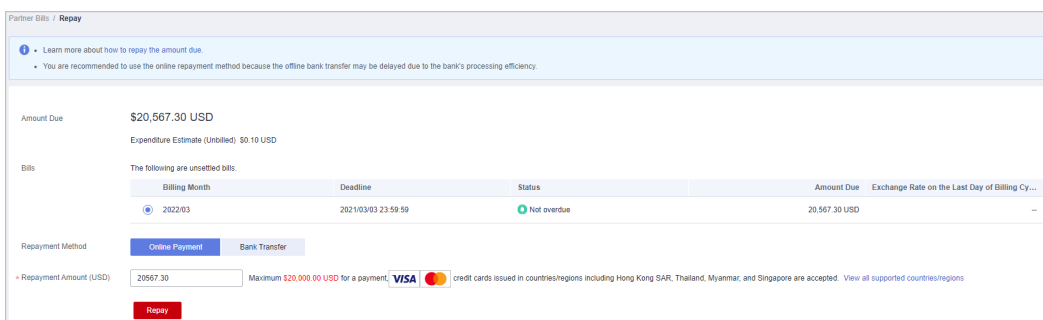 Partner Bills / Repay
• Learn more about how to repay the amount due.
• You are recommended to use the online repayment method because the offline bank transfer may be delayed due to the bank's processing efficiency.
Amount Due $20,567.30 USD
Expenditure Estimate (Unbilled) $0.10 USD
Bills The following are unsettled bills.
Billing Month Deadline Status Amount Due Exchange Rate on the Last Day of Billing Cy...
2022/03 2021/03/03 23:59:59 Not overdue 20,567.30 USD --
Repayment Method Online Payment Bank Transfer
* Repayment Amount (USD) 20567.30 Maximum $20,000.00 USD for a payment, VISA credit cards issued in countries/regions including Hong Kong SAR, Thailand, Myanmar, and Singapore are accepted. View all supported countries/regions
Repay